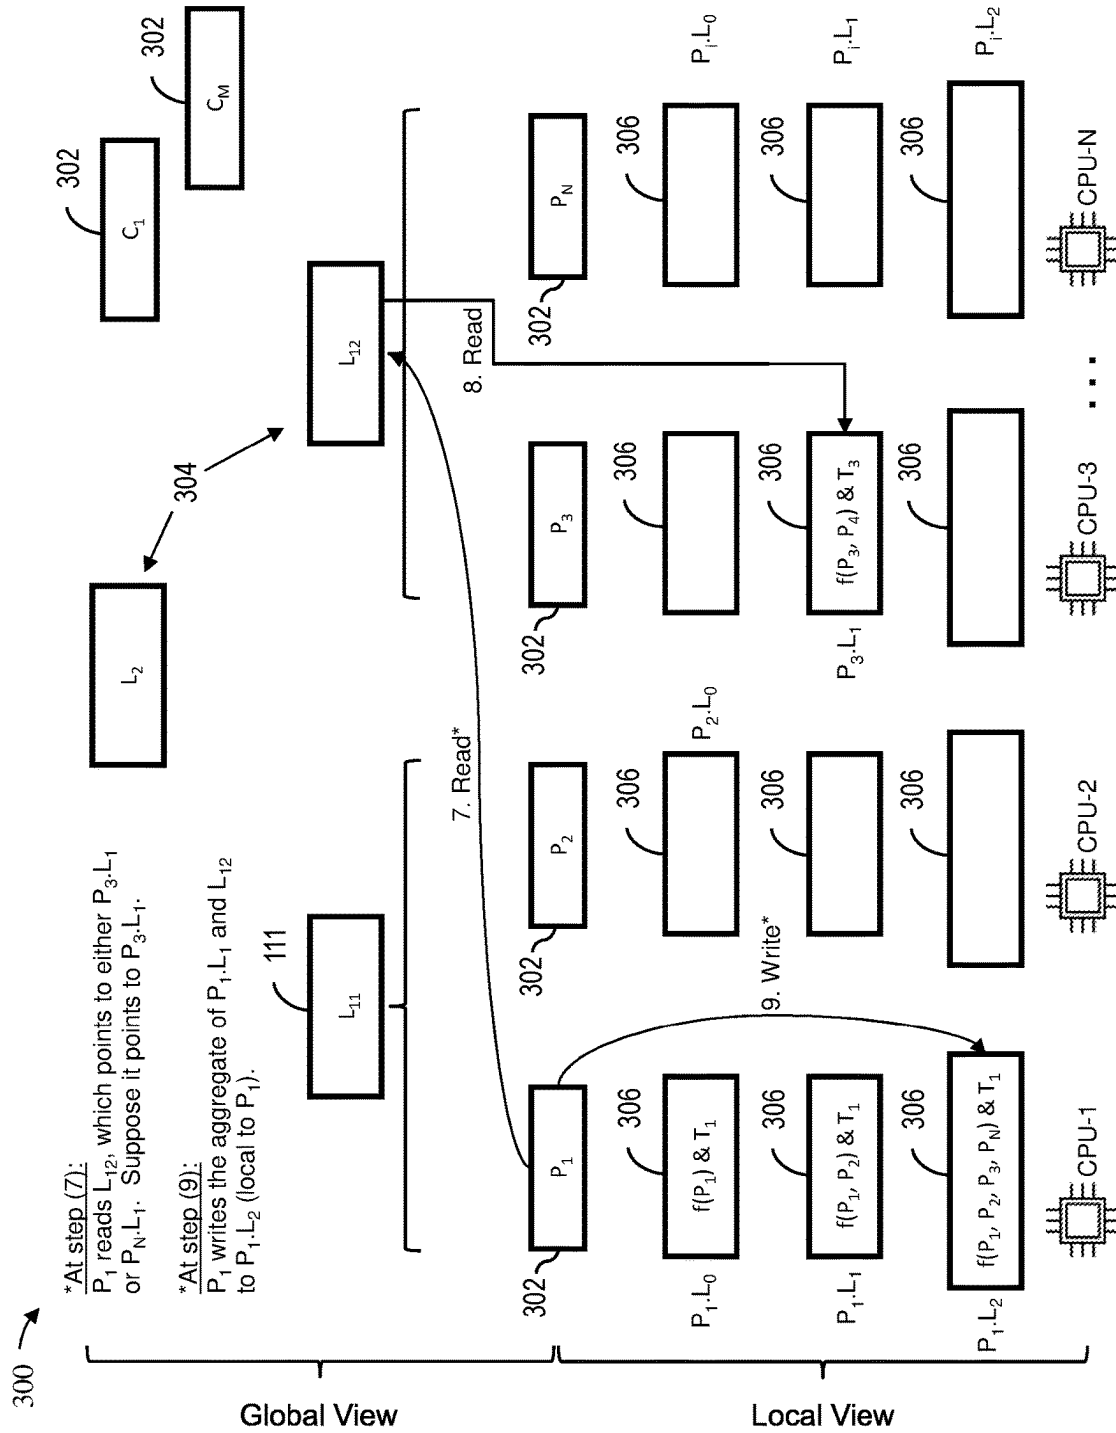 300
*At step (7):
P1 reads L12, which points to either P3.L1
or PN.L1. Suppose it points to P3.L1.
*At step (9):
P1 writes the aggregate of P1.L1 and L12
to P1.L2 (local to P1).
Global View
L2
304
C1
302
CM
302
L11
111
L12
7. Read*
8. Read
9. Write*
Local View
P1
302
P2
302
P3
302
PN
302
P1.L0
f(P1) & T1
306
306
P2.L0
306
306
Pi.L0
P1.L1
f(P1, P2) & T1
306
306
P3.L1
f(P3, P4) & T3
306
306
Pi.L1
P1.L2
f(P1, P2, P3, PN) & T1
306
306
306
306
Pi.L2
CPU-1
CPU-2
CPU-3
...
CPU-N